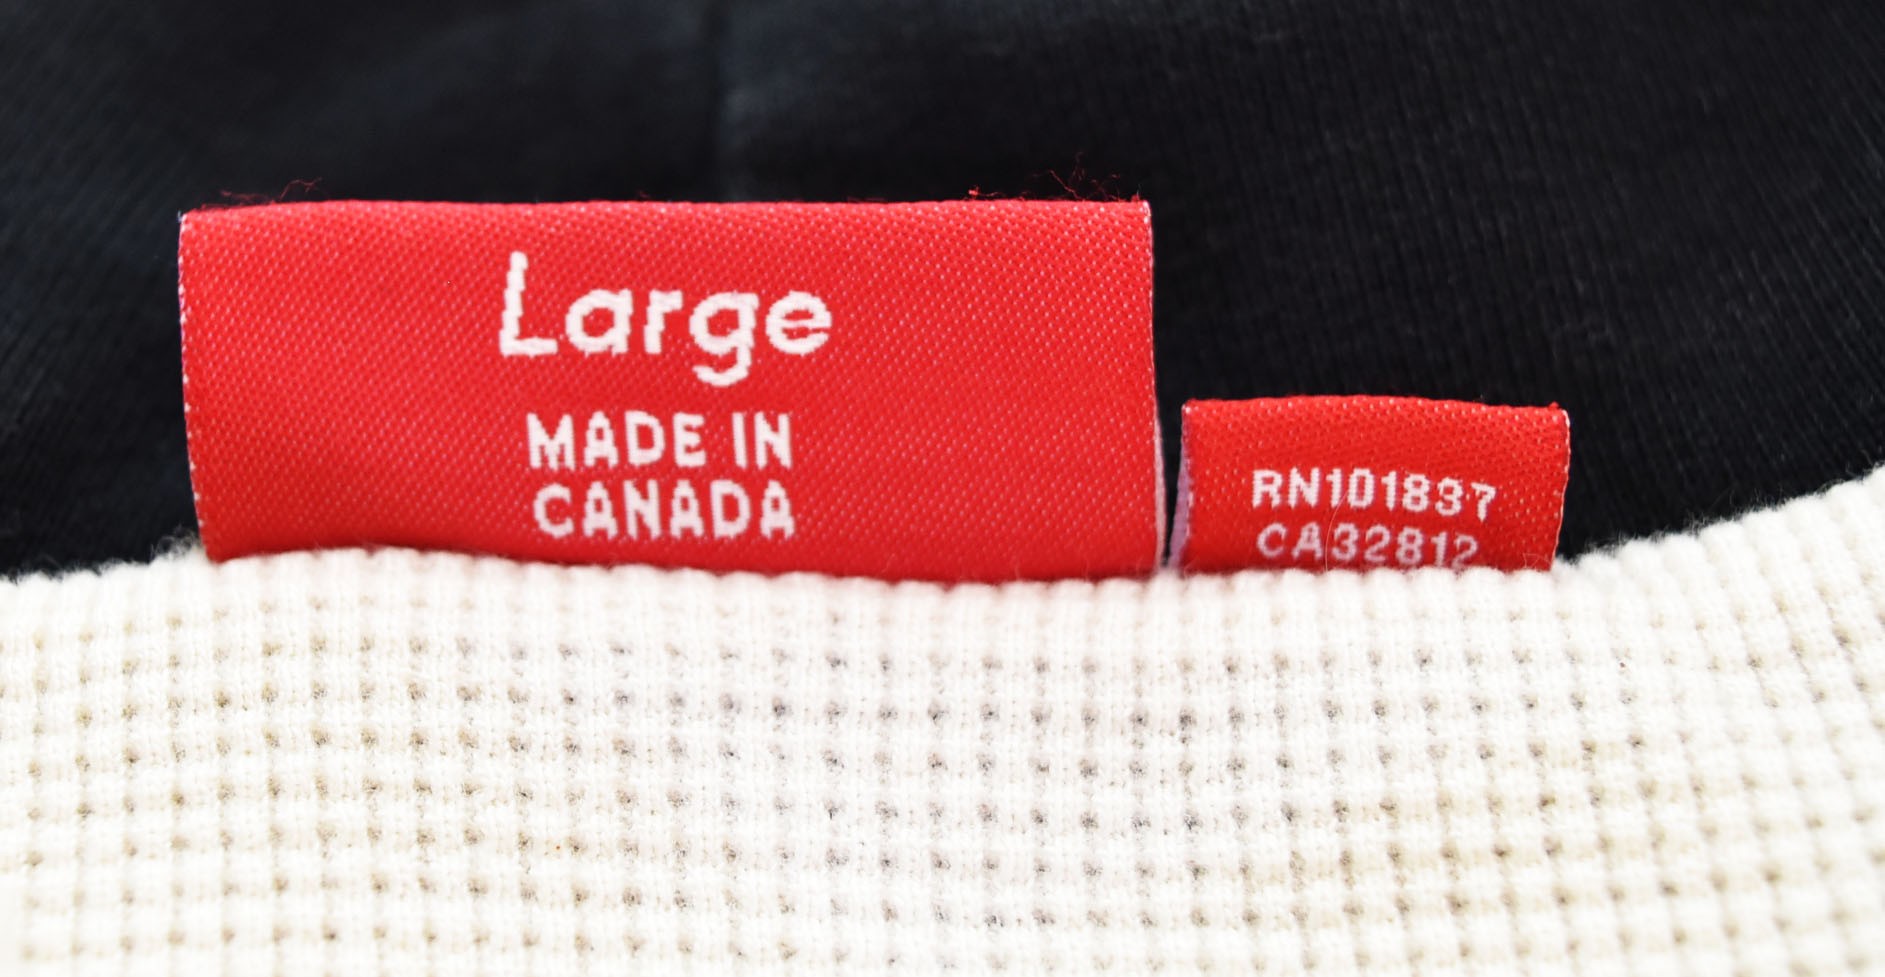 Large
MADE IN
CANADA
RN101837
CA32812